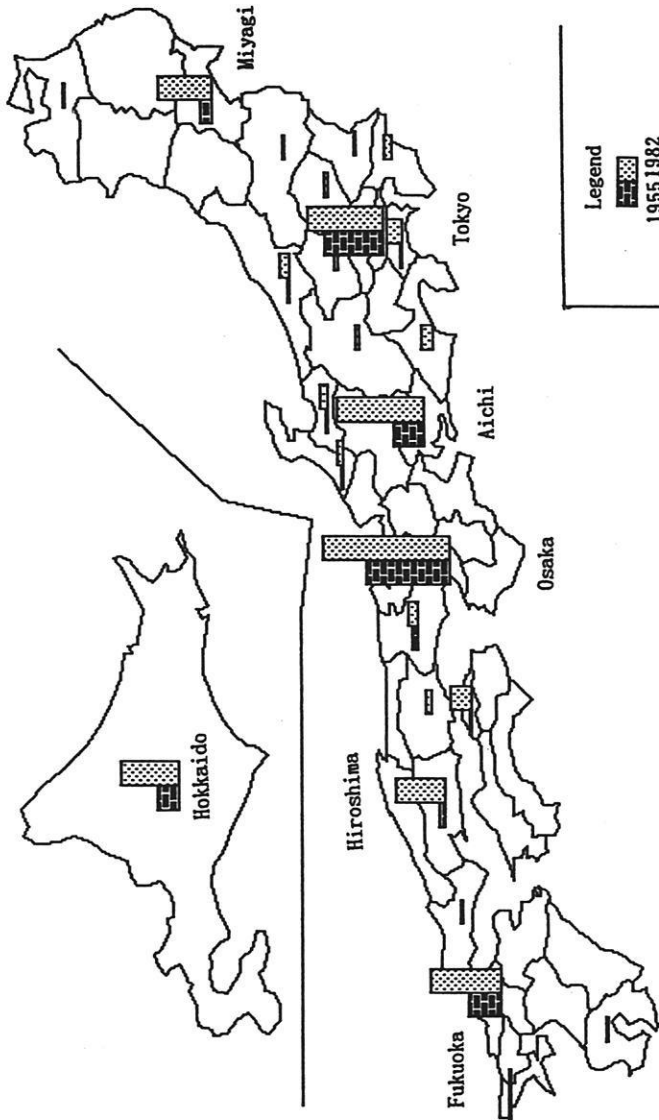 Hokkaido
Miyagi
Tokyo
Aichi
Osaka
Hiroshima
Fukuoka
Legend
1955 1982